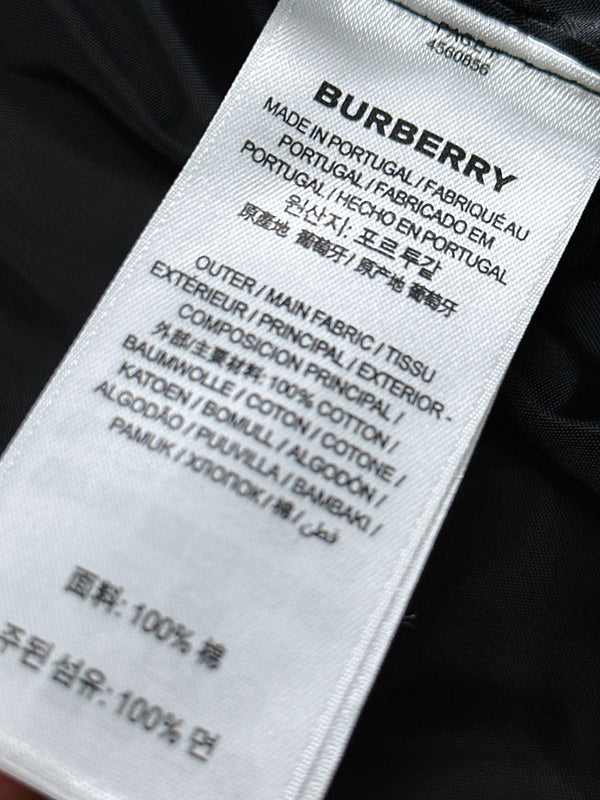 PAGE 1
4560856
BURBERRY
MADE IN PORTUGAL / FABRIQUÉ AU
PORTUGAL / FABRICADO EM
PORTUGAL / HECHO EN PORTUGAL
원산지: 포르투갈
原產地 葡萄牙 / 原产地 葡萄牙
OUTER / MAIN FABRIC / TISSU
EXTÉRIEUR / PRINCIPAL / EXTERIOR -
COMPOSICION PRINCIPAL /
外部/主要材料: 100% COTTON /
BAUMWOLLE / COTON / COTONE /
KATOEN / BOMULL / ALGODÓN /
ALGODÃO / PUUVILLA / BAMBAKI /
PAMUK / ХЛОПОК / 棉 / قطن
面料: 100% 棉
주된 섬유: 100% 면